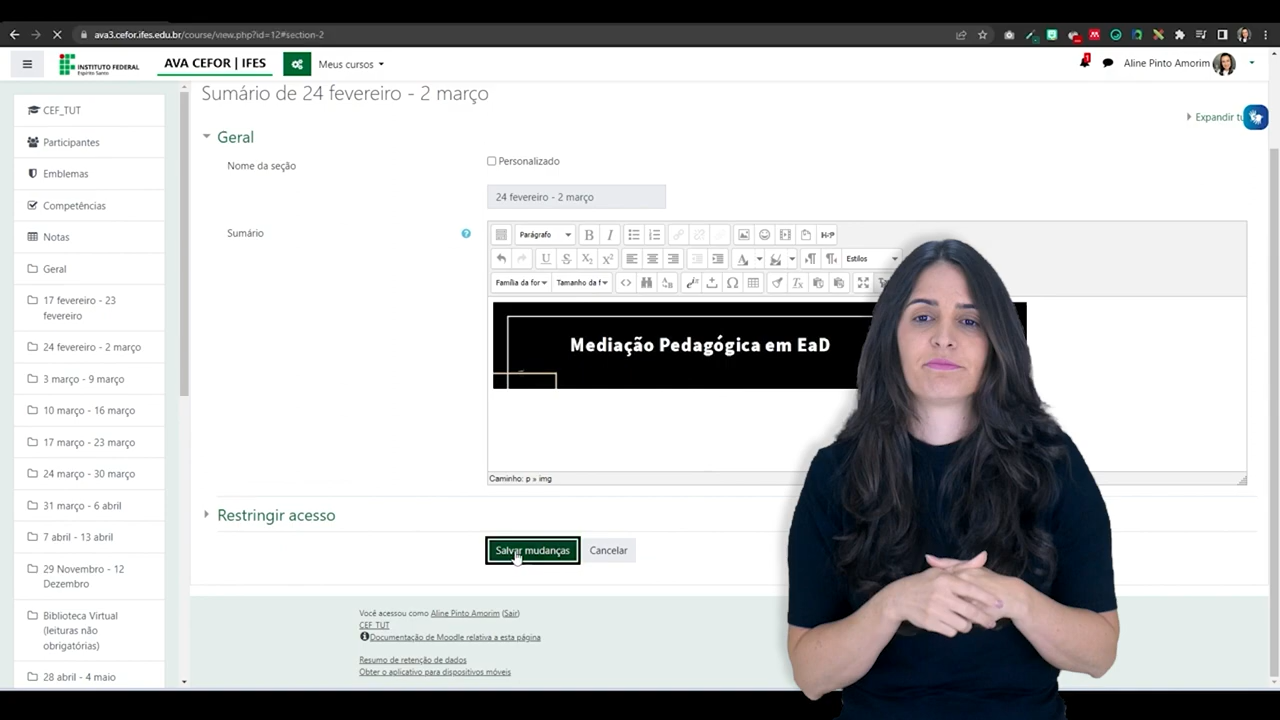 ava3.cefor.ifes.edu.br/course/view.php?id=12#section-2
INSTITUTO FEDERAL
Espírito Santo
AVA CEFOR | IFES
Meus cursos
Aline Pinto Amorim
Sumário de 24 fevereiro - 2 março
CEF_TUT
Participantes
Emblemas
Competências
Notas
Geral
17 fevereiro - 23
fevereiro
24 fevereiro - 2 março
3 março - 9 março
10 março - 16 março
17 março - 23 março
24 março - 30 março
31 março - 6 abril
7 abril - 13 abril
29 Novembro - 12
Dezembro
Biblioteca Virtual
(leituras não
obrigatórias)
28 abril - 4 maio
Expandir tu
Geral
Nome da seção
Personalizado
24 fevereiro - 2 março
Sumário
Parágrafo
H-P
Estilos
Família da for
Tamanho da f
Mediação Pedagógica em EaD
Caminho: p » img
Restringir acesso
Salvar mudanças
Cancelar
Você acessou como Aline Pinto Amorim (Sair)
CEF_TUT
Documentação de Moodle relativa a esta página
Resumo de retenção de dados
Obter o aplicativo para dispositivos móveis